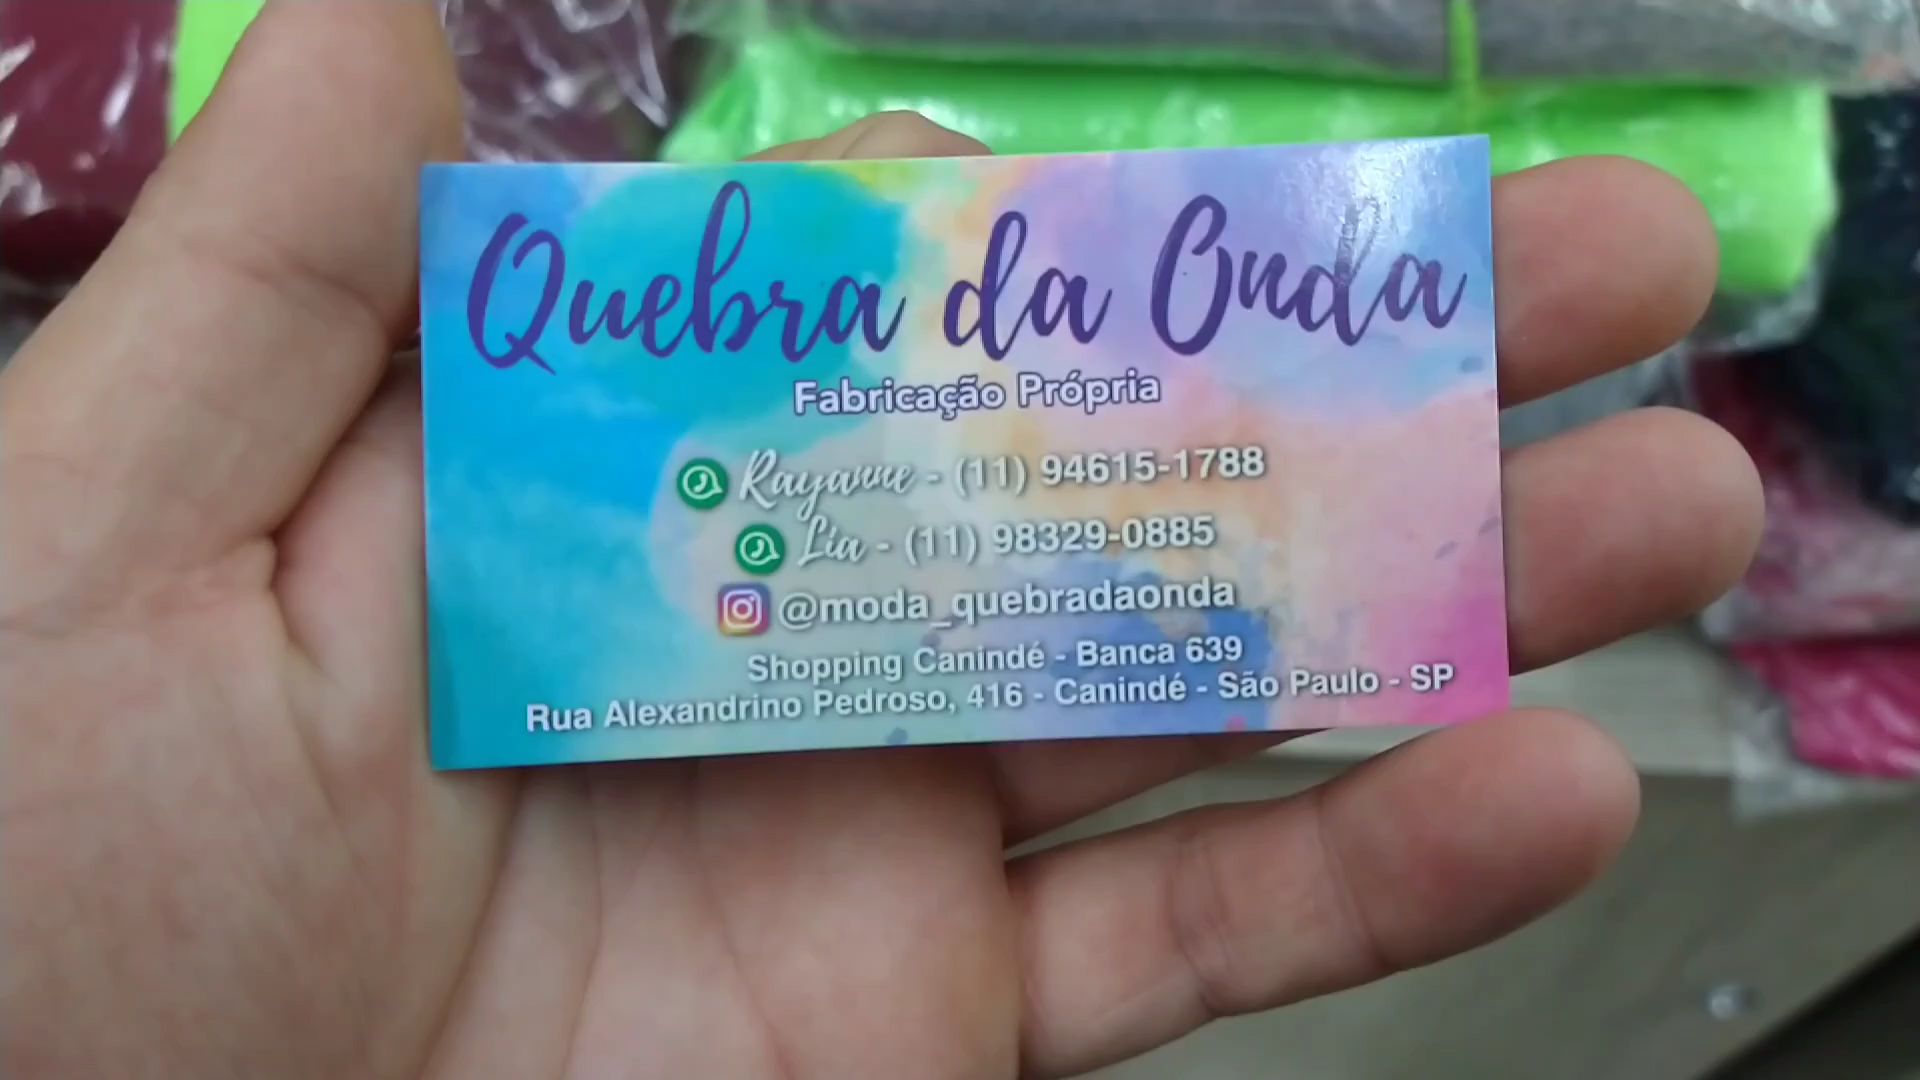 Quebra da Onda
Fabricação Própria
Rayanne - (11) 94615-1788
Lia - (11) 98329-0885
@moda_quebradaonda
Shopping Canindé - Banca 639
Rua Alexandrino Pedroso, 416 - Canindé - São Paulo - SP